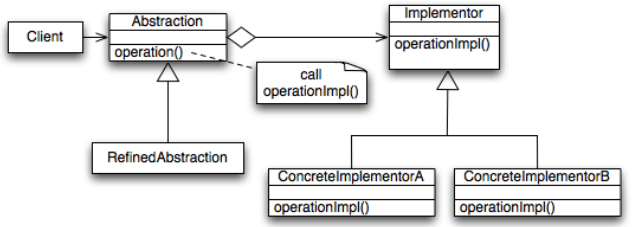 Client
Abstraction
operation()
Implementor
operationImpl()
call
operationImpl()
RefinedAbstraction
ConcreteImplementorA
operationImpl()
ConcreteImplementorB
operationImpl()